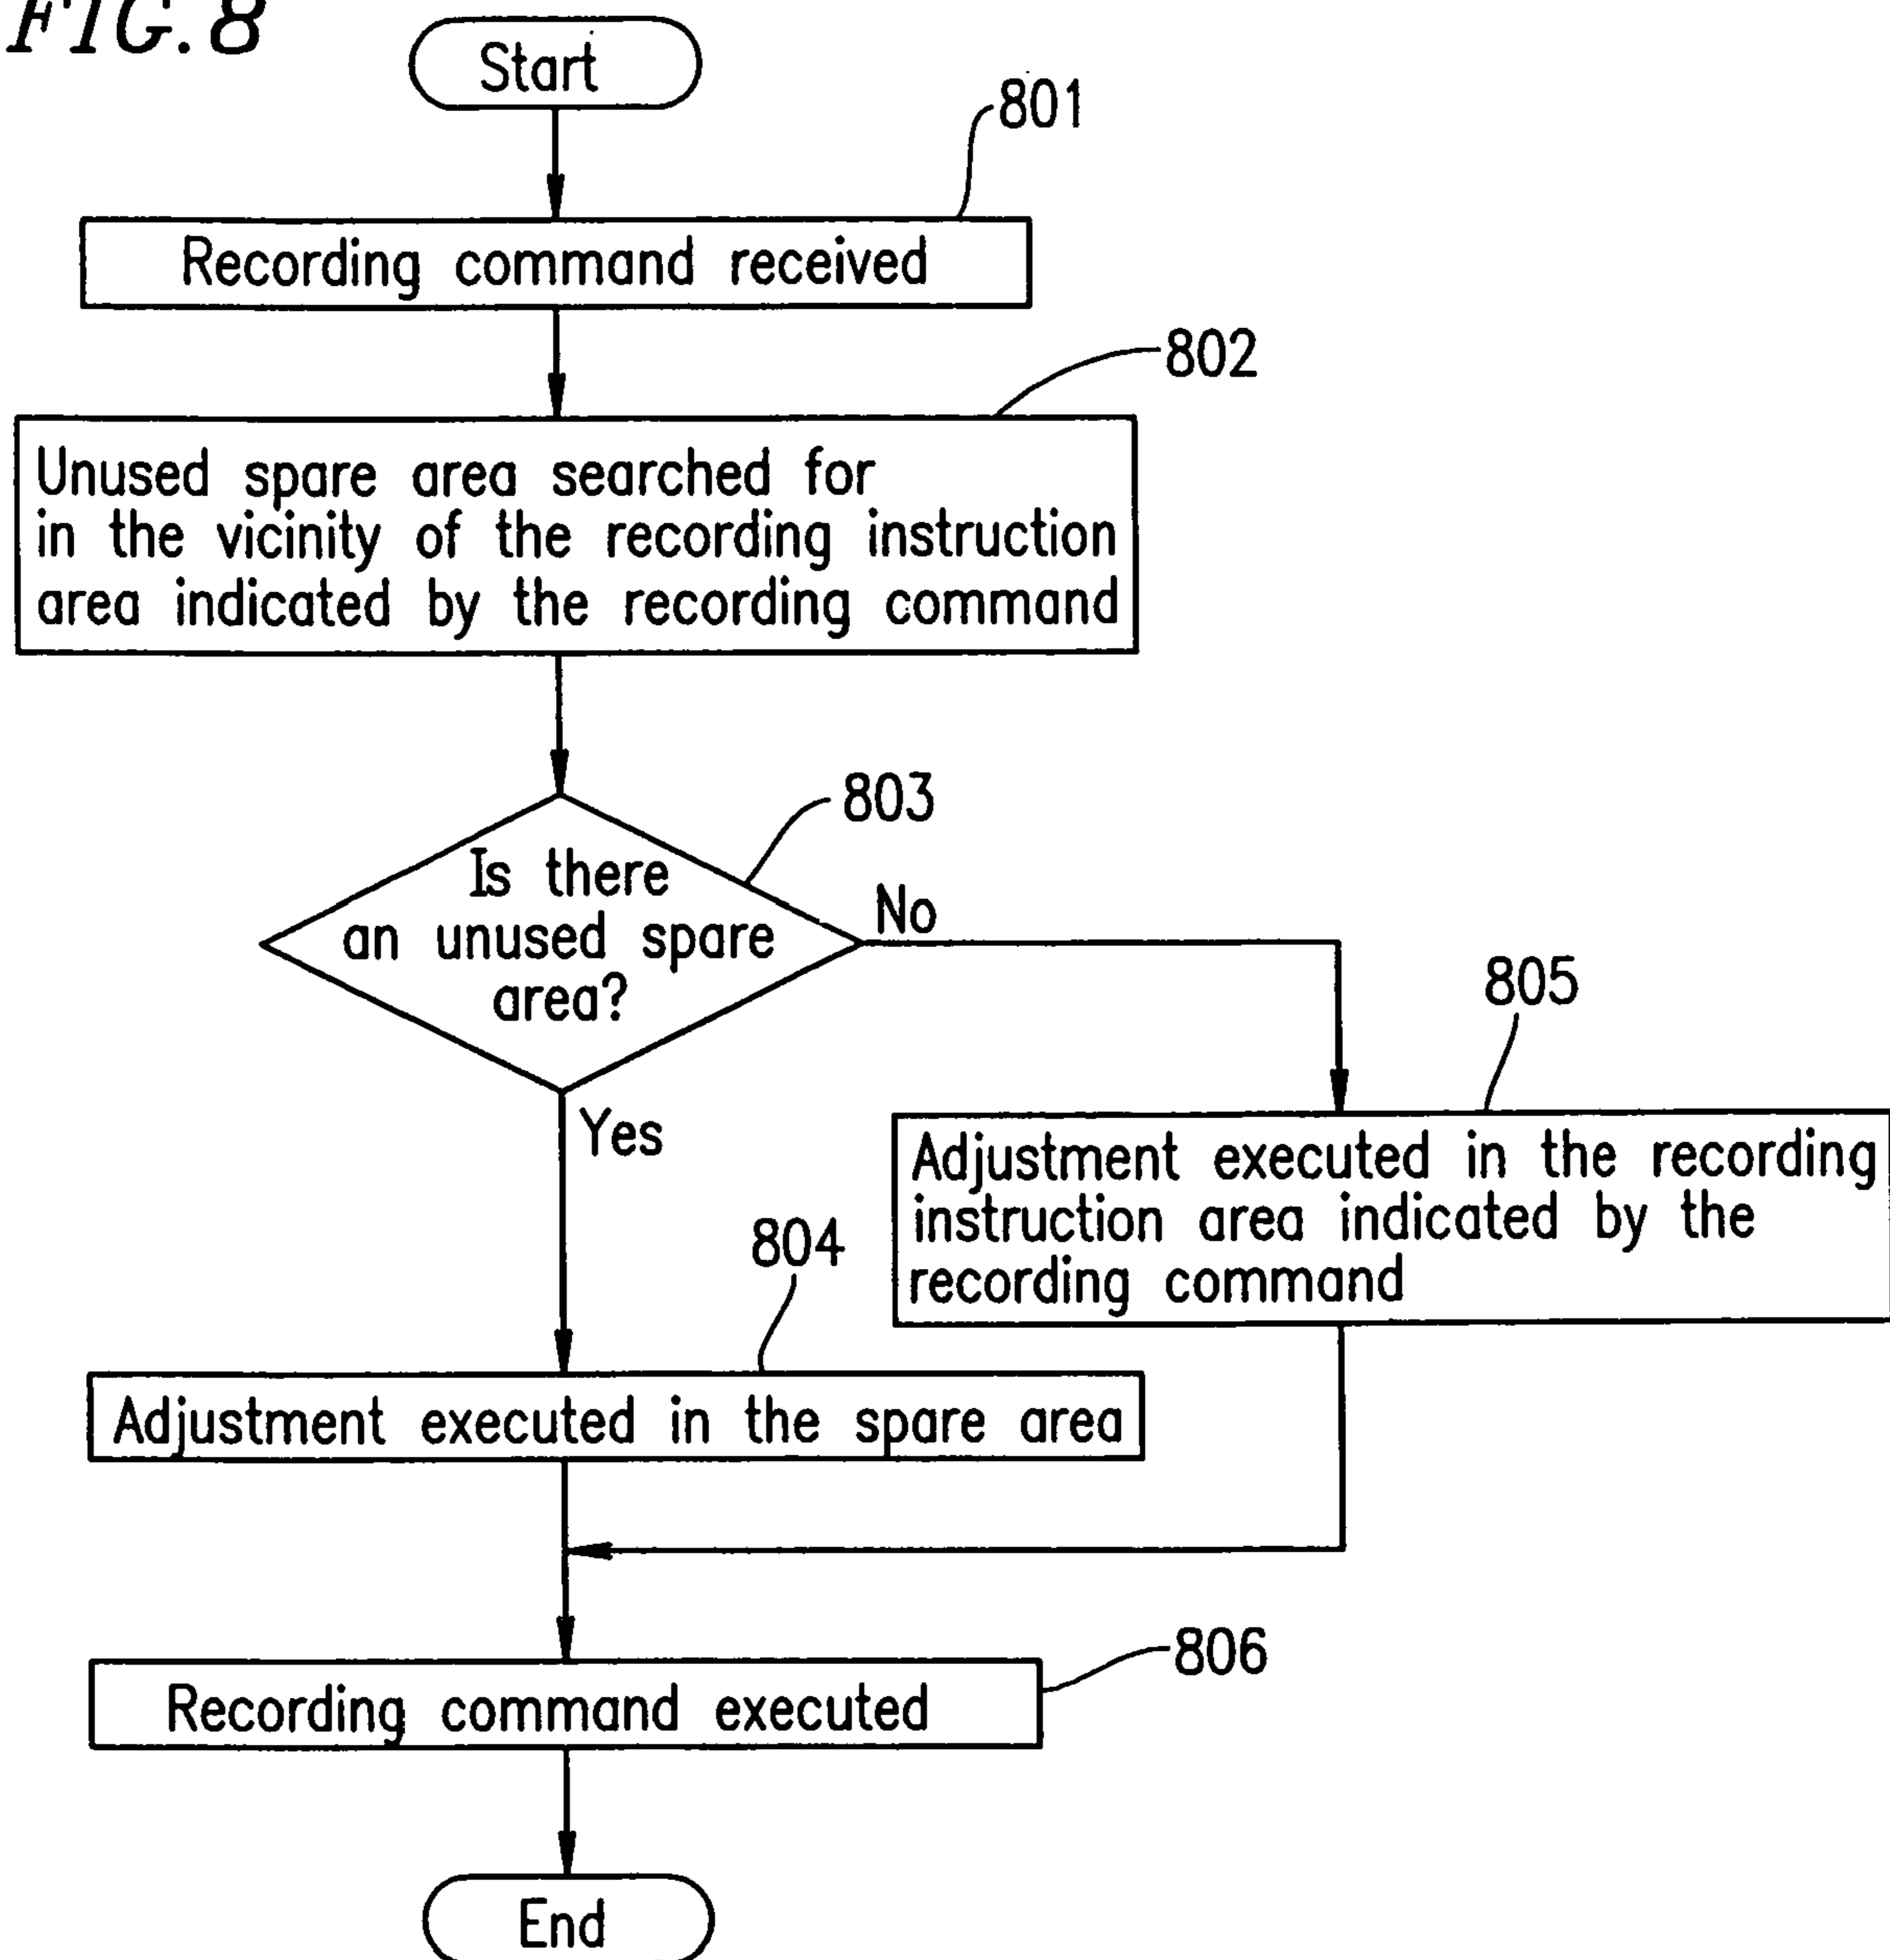 FIG. 8
Start
801
Recording command received
802
Unused spare area searched for
in the vicinity of the recording instruction
area indicated by the recording command
803
Is there
an unused spare
area?
No
Yes
805
Adjustment executed in the recording
instruction area indicated by the
recording command
804
Adjustment executed in the spare area
806
Recording command executed
End